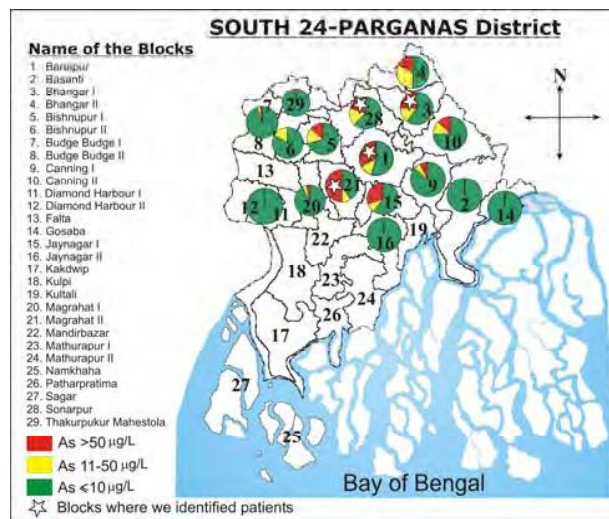 SOUTH 24-PARGANAS District
Name of the Blocks
1 Baruipur
2 Basanti
3 Bhangar I
4 Bhangar II
5 Bishnupur I
6 Bishnupur II
7 Budge Budge I
8 Budge Budge II
9 Canning I
10 Canning II
11 Diamond Harbour I
12 Diamond Harbour II
13 Falta
14 Gosaba
15 Jaynagar I
16 Jaynagar II
17 Kakdwip
18 Kulpi
19 Kultali
20 Magrahat I
21 Magrahat II
22 Mandirbazar
23 Mathurapur I
24 Mathurapur II
25 Namkhaha
26 Patharpratima
27 Sagar
28 Sonarpur
29. Thakurpukur Mahestola
As >50 µg/L
As 11-50 µg/L
As ⩽10 µg/L
Blocks where we identified patients
N
4
29
7
28
3
8
6
5
10
1
13
21
9
12
11
20
15
2
14
16
19
22
18
23
24
26
17
27
25
Bay of Bengal